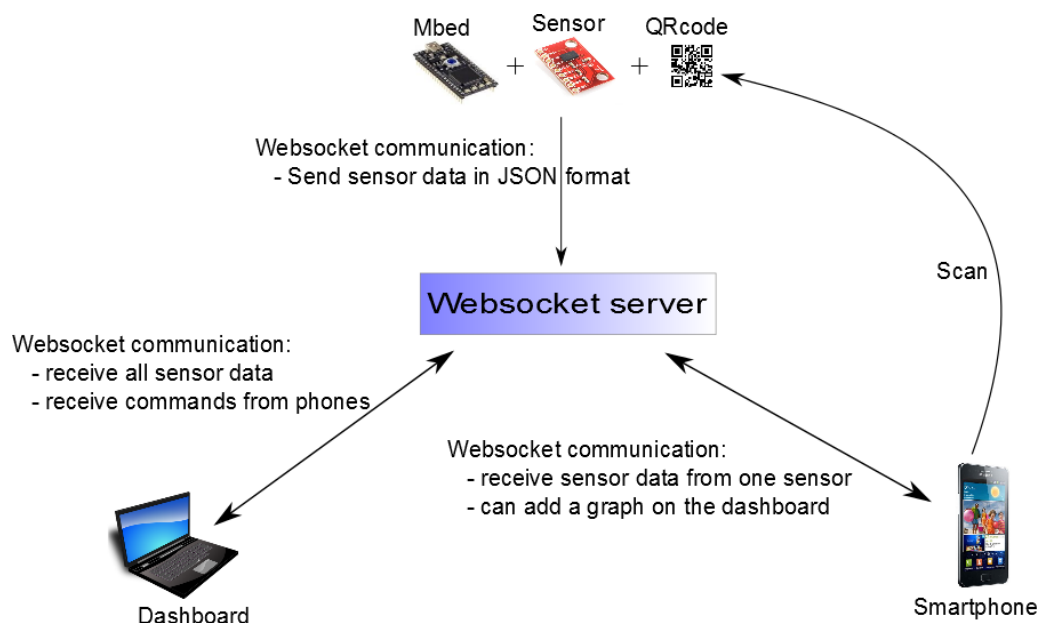 Mbed
Sensor
QRcode
+
+
Websocket communication:
- Send sensor data in JSON format
Scan
Websocket server
Websocket communication:
- receive all sensor data
- receive commands from phones
Websocket communication:
- receive sensor data from one sensor
- can add a graph on the dashboard
Dashboard
Smartphone